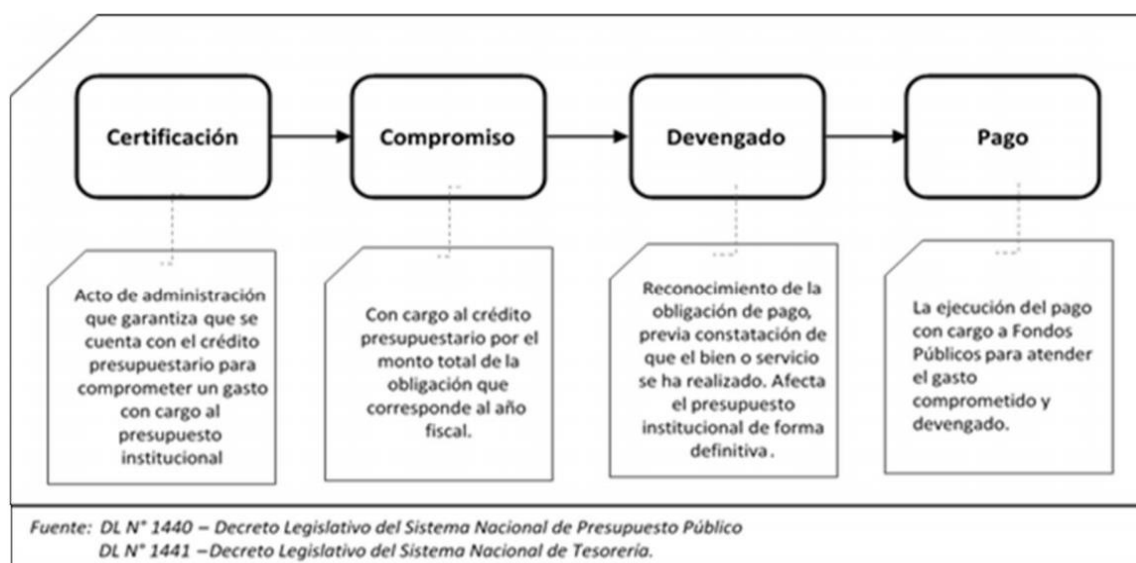 Certificación
Compromiso
Devengado
Pago
Acto de administración
que garantiza que se
cuenta con el crédito
presupuestario para
comprometer un gasto
con cargo al
presupuesto
institucional
Con cargo al crédito
presupuestario por el
monto total de la
obligación que
corresponde al año
fiscal.
Reconocimiento de la
obligación de pago,
previa constatación de
que el bien o servicio
se ha realizado. Afecta
el presupuesto
institucional de forma
definitiva.
La ejecución del pago
con cargo a Fondos
Públicos para atender
el gasto
comprometido y
devengado.
Fuente: DL N° 1440 – Decreto Legislativo del Sistema Nacional de Presupuesto Público
DL N° 1441 –Decreto Legislativo del Sistema Nacional de Tesorería.